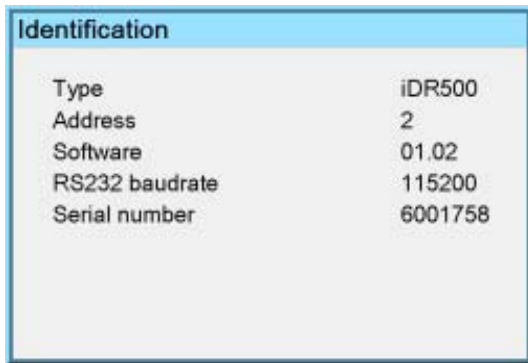 Identification
Type iDR500
Address 2
Software 01.02
RS232 baudrate 115200
Serial number 6001758